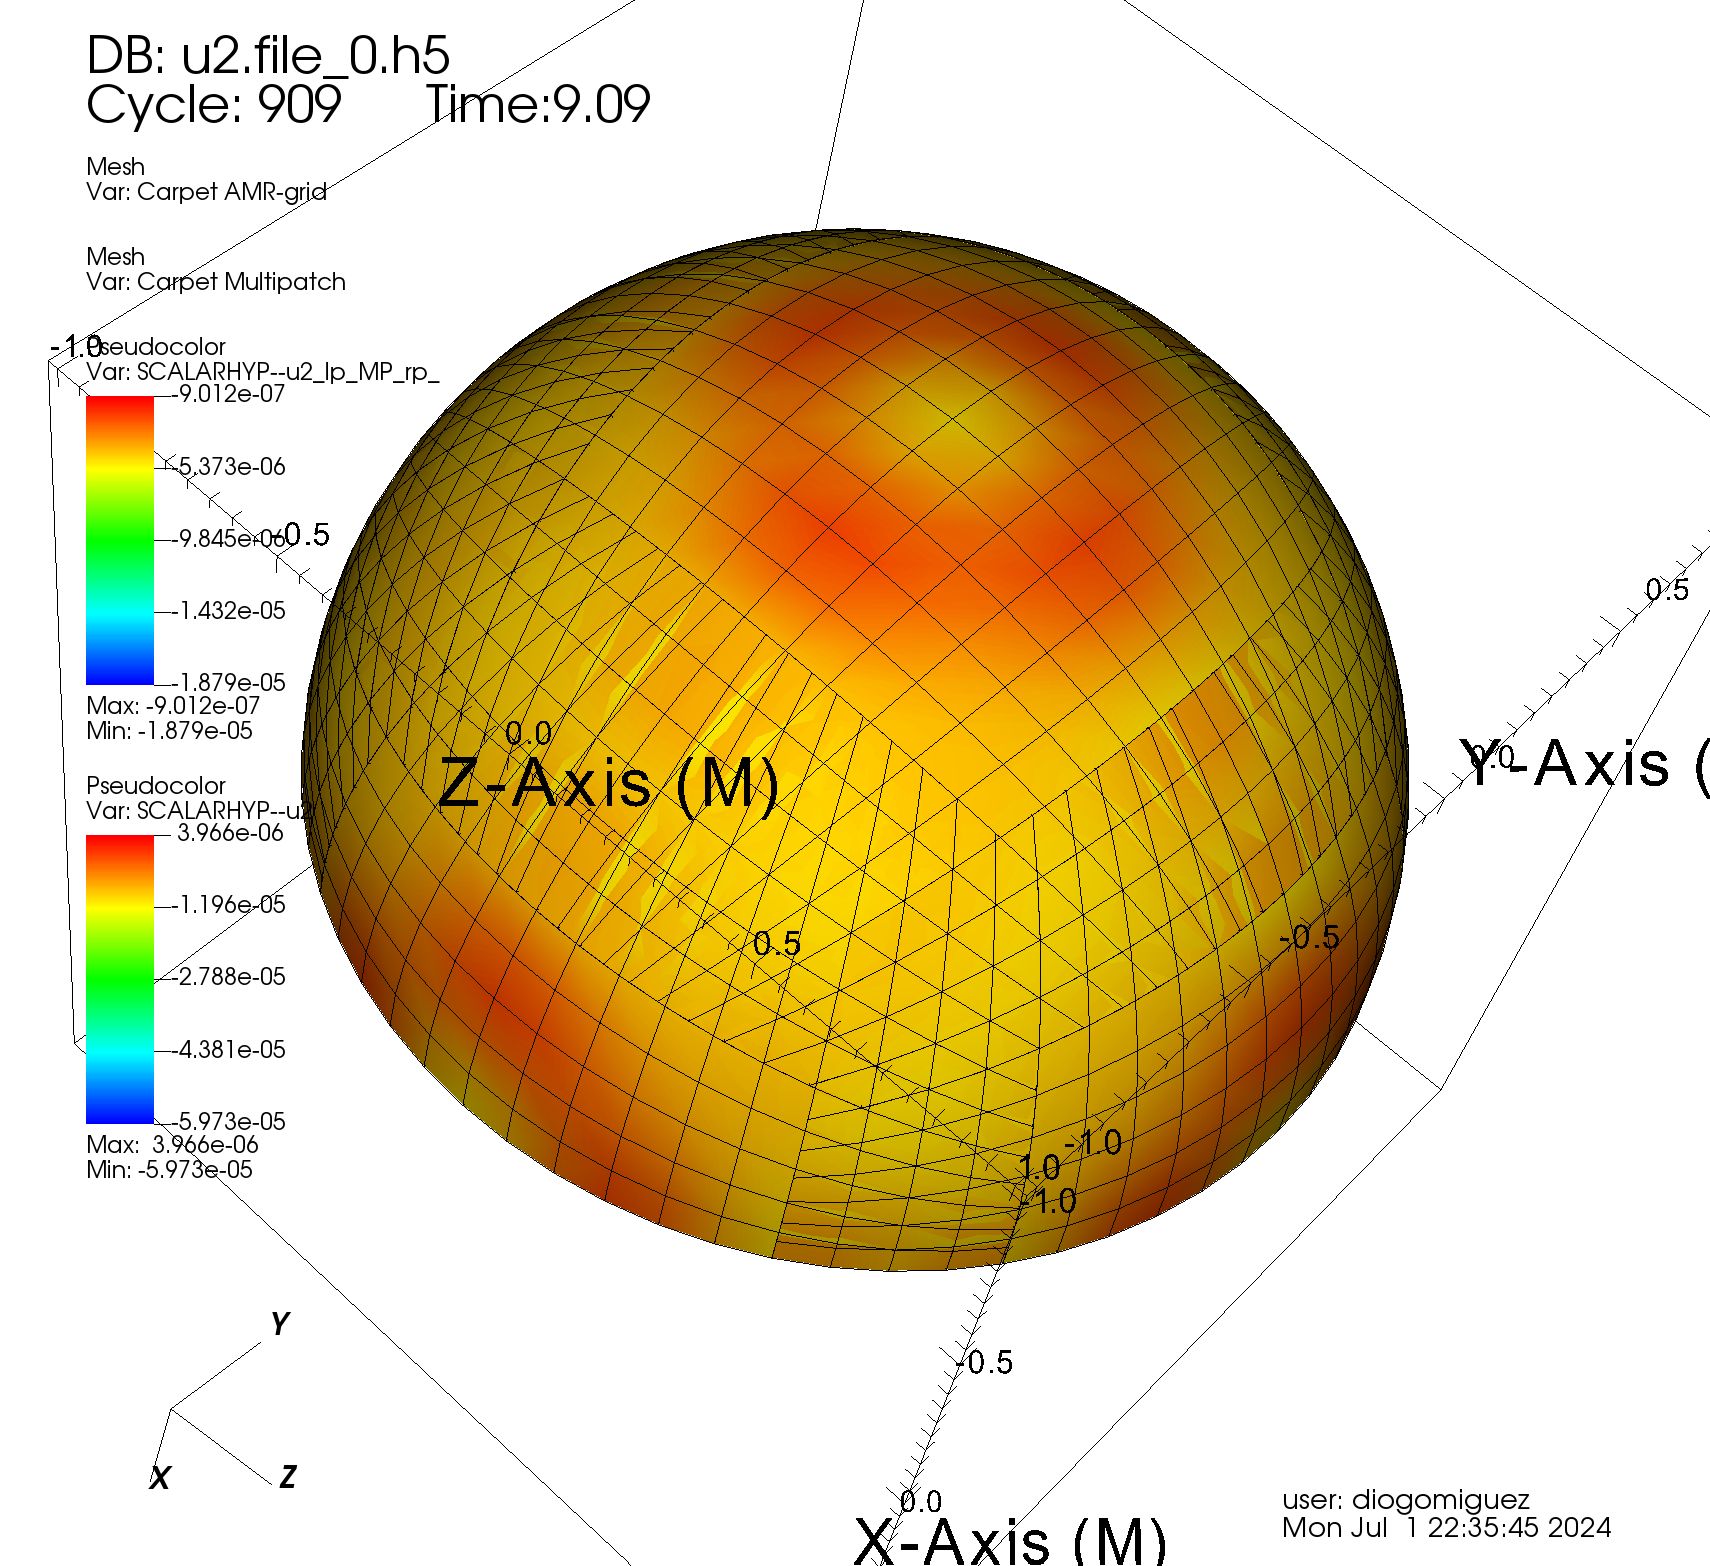 DB: u2.file_0.h5
Cycle: 909 Time:9.09
Mesh
Var: Carpet AMR-grid
Mesh
Var: Carpet Multipatch
-1.0
Pseudocolor
Var: SCALARHYP--u2_lp_MP_rp_
-9.012e-07
-5.373e-06
-9.845e-06
-0.5
-1.432e-05
-1.879e-05
Max: -9.012e-07
Min: -1.879e-05
0.5
0.0
Z-Axis (M)
0.0
Y-Axis (
Pseudocolor
Var: SCALARHYP--u2
3.966e-06
-1.196e-05
-2.788e-05
-4.381e-05
-5.973e-05
Max: 3.966e-06
Min: -5.973e-05
0.5
-0.5
-1.0
1.0
-1.0
-0.5
0.0
X-Axis (M)
Y
X
Z
user: diogomiguez
Mon Jul 1 22:35:45 2024